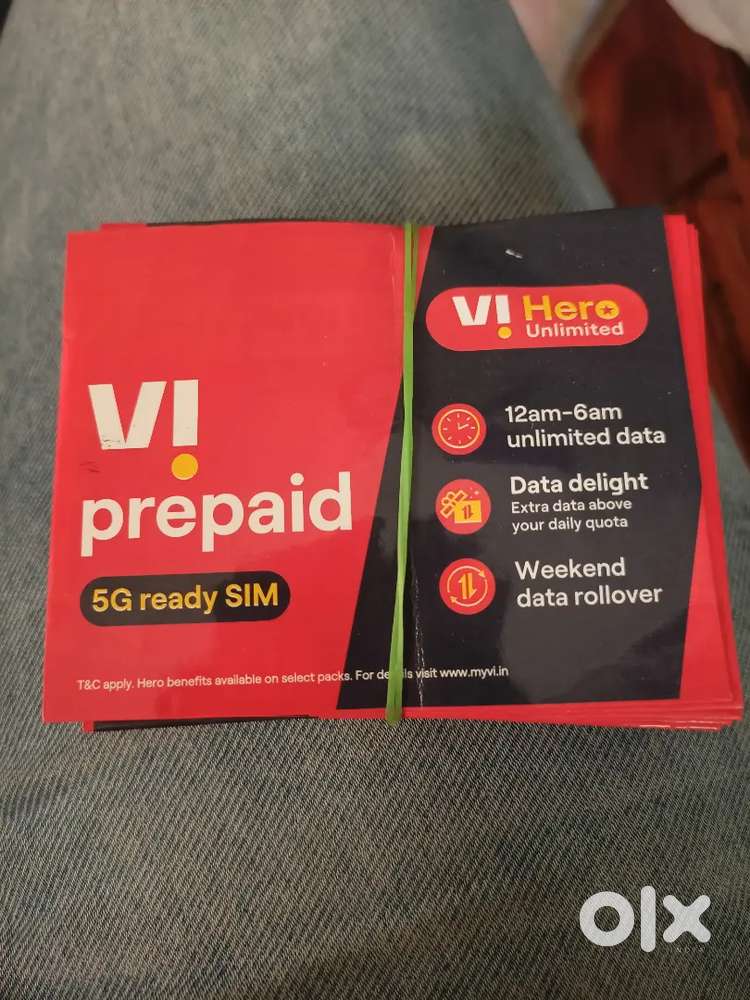 Vi
prepaid
5G ready SIM
T&C apply. Hero benefits available on select packs. For visit www.myvi.in
Vi Hero
Unlimited
12am-6am
unlimited data
Data delight
Extra data above
your daily quota
Weekend
data rollover
olx